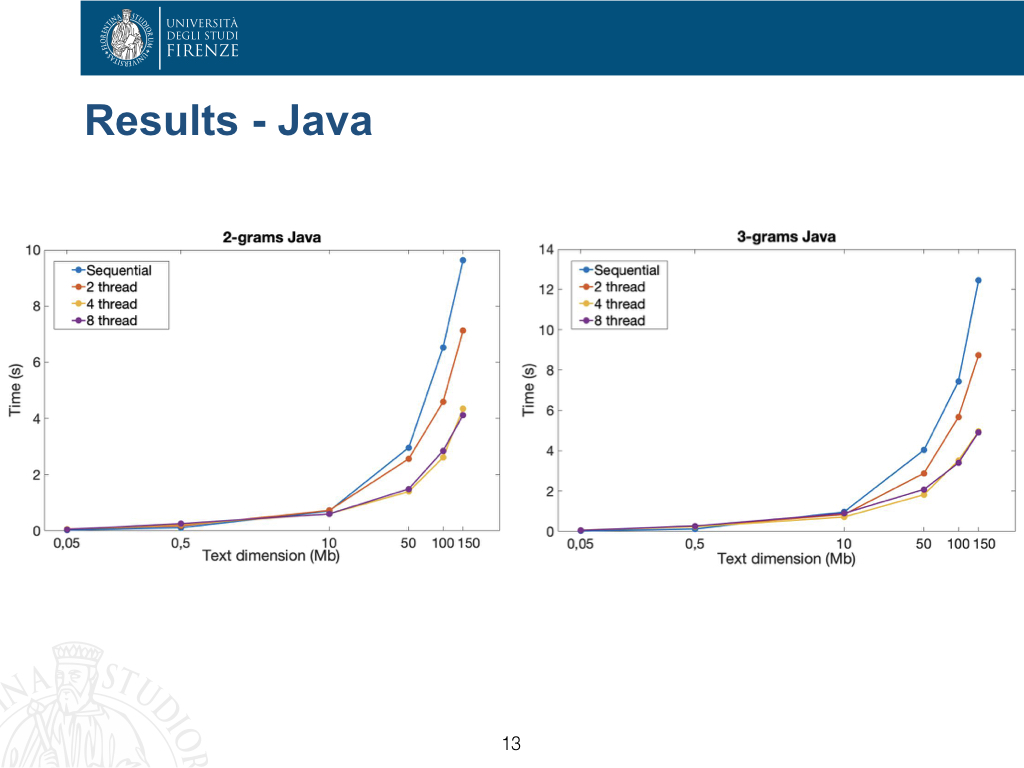 UNIVERSITÀ
DEGLI STUDI
FIRENZE
Results - Java
2-grams Java
10
8
6
4
2
0
Time (s)
Sequential
2 thread
4 thread
8 thread
0,05 0,5 10 50 100 150
Text dimension (Mb)
3-grams Java
14
12
10
8
6
4
2
0
Time (s)
Sequential
2 thread
4 thread
8 thread
0,05 0,5 10 50 100 150
Text dimension (Mb)
13